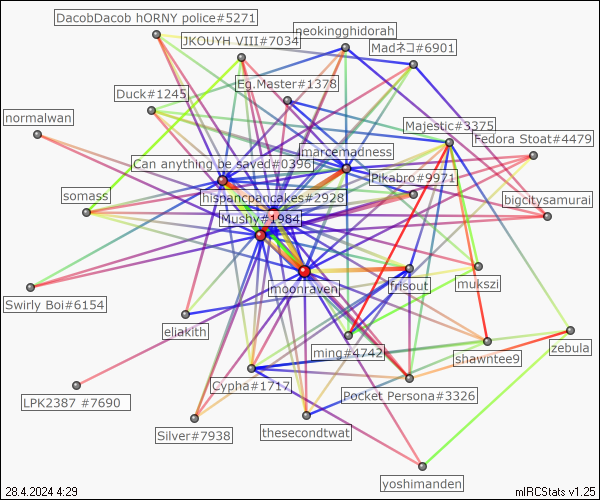 DacobDacob hORNY police#5271
neokingghidorah
JKOUYH VIII#7034
Madネコ#6901
Eg.Master#1378
Duck#1245
normalwan
Majestic#3375
Fedora Stoat#4479
marcemadness
Can anything be saved#0396
Pikabro#9971
somass
hispancpancakes#2928
bigcitysamurai
Mushy#1984
moonraven
frisout
mukszi
Swirly Boi#6154
eliakith
ming#4742
zebula
shawntee9
Cypha#1717
Pocket Persona#3326
LPK2387 #7690
Silver#7938
thesecondtwat
yoshimanden
28.4.2024 4:29
mIRCStats v1.25